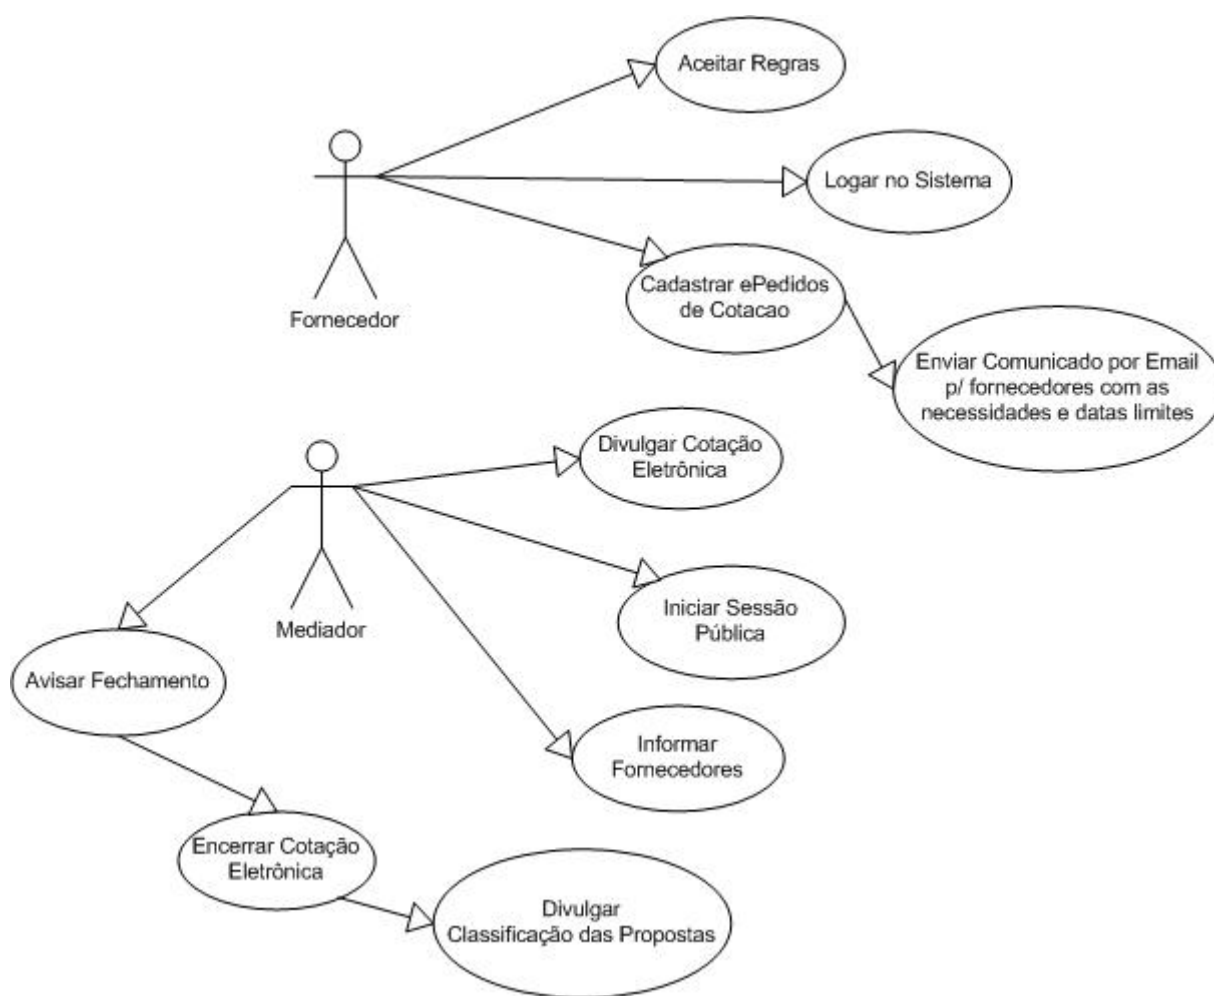 Aceitar Regras
Logar no Sistema
Cadastrar ePedidos
de Cotacao
Fornecedor
Enviar Comunicado por Email
p/ fornecedores com as
necessidades e datas limites
Divulgar Cotação
Eletrônica
Iniciar Sessão
Pública
Mediador
Avisar Fechamento
Informar
Fornecedores
Encerrar Cotação
Eletrônica
Divulgar
Classificação das Propostas